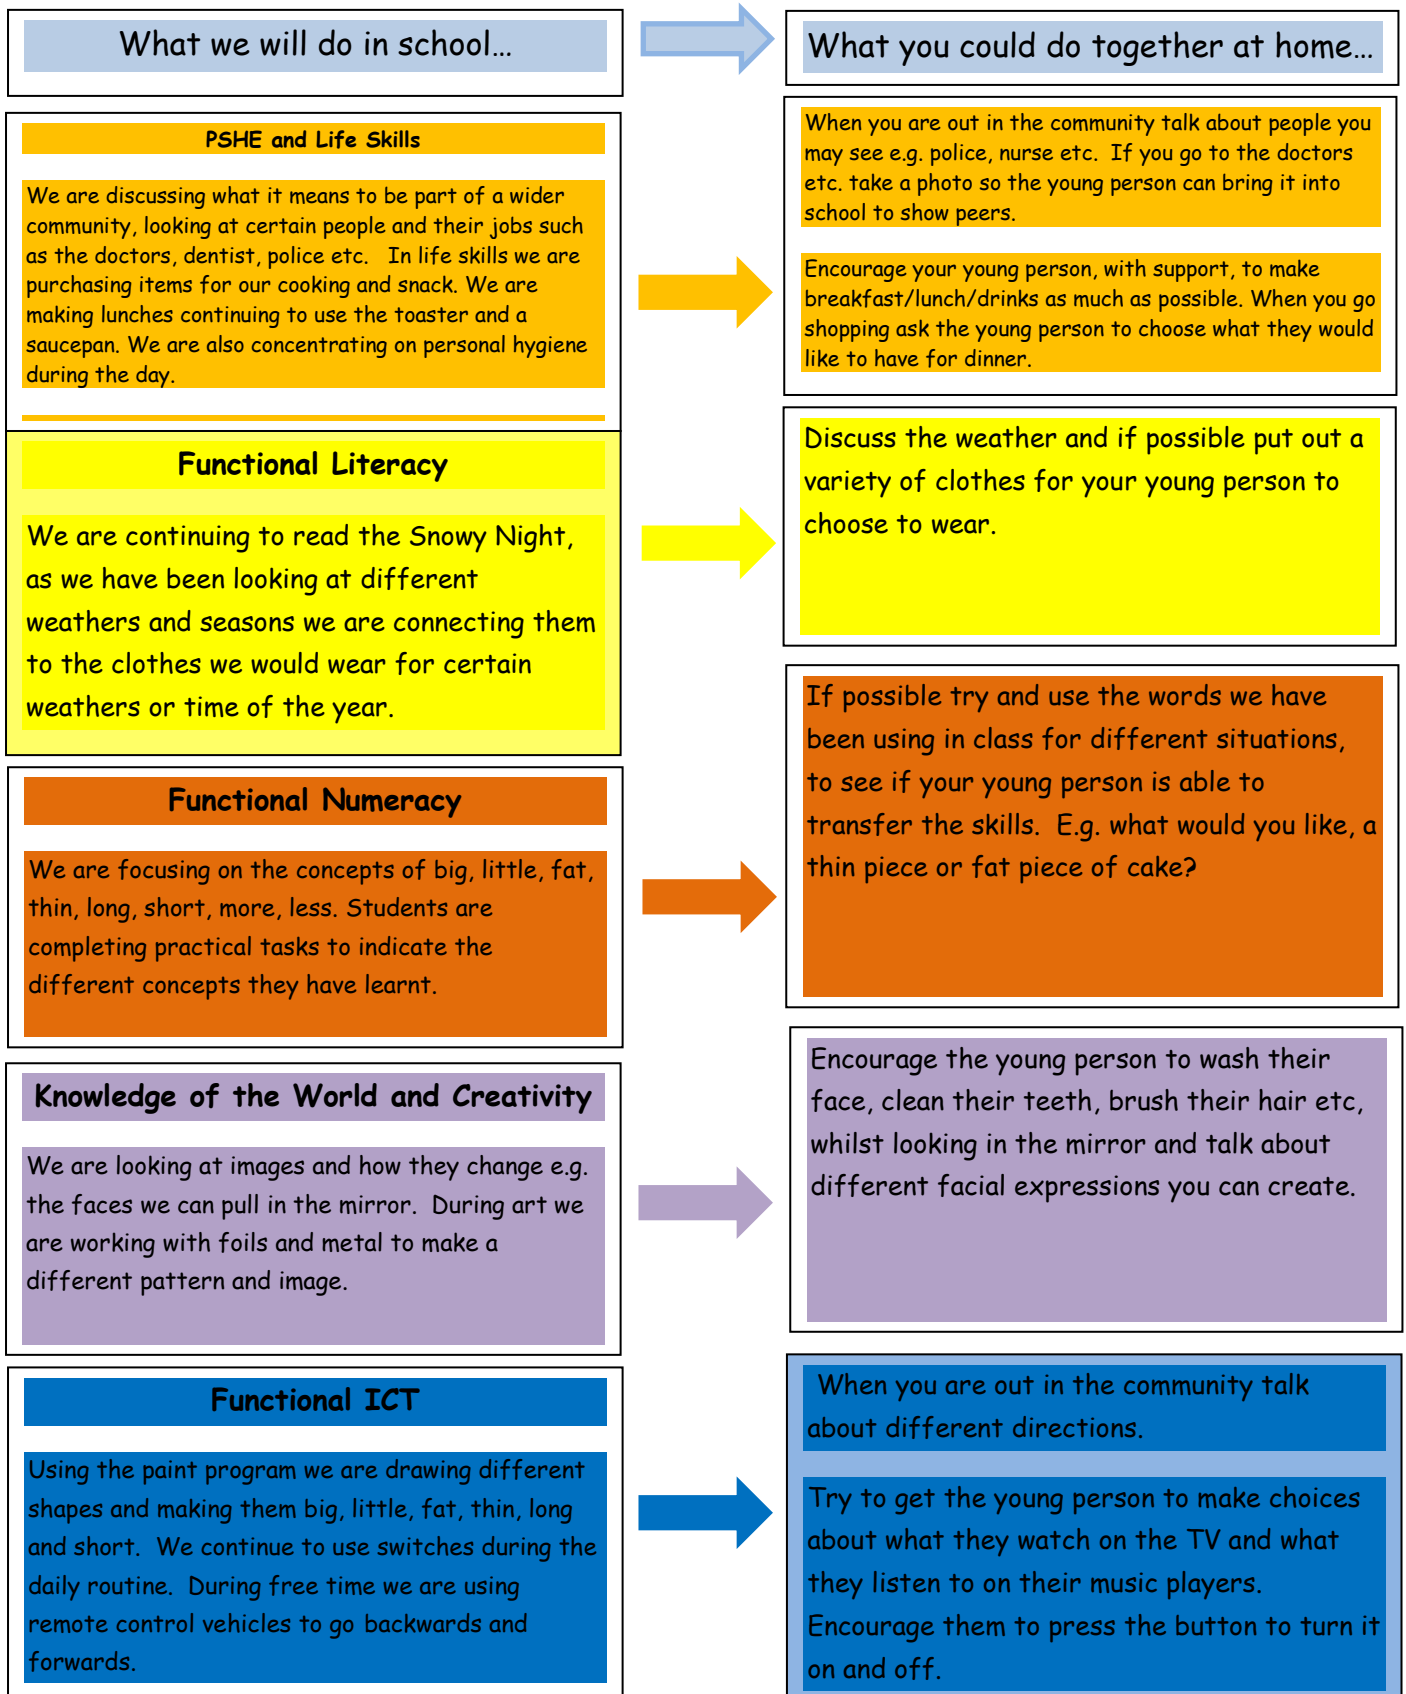 What we will do in school…
What you could do together at home…
PSHE and Life Skills
We are discussing what it means to be part of a wider
community, looking at certain people and their jobs such
as the doctors, dentist, police etc.   In life skills we are
purchasing items for our cooking and snack. We are
making lunches continuing to use the toaster and a
saucepan. We are also concentrating on personal hygiene
during the day.
When you are out in the community talk about people you
may see e.g. police, nurse etc.  If you go to the doctors
etc. take a photo so the young person can bring it into
school to show peers.
Encourage your young person, with support, to make
breakfast/lunch/drinks as much as possible. When you go
shopping ask the young person to choose what they would
like to have for dinner.
Functional Literacy
We are continuing to read the Snowy Night,
as we have been looking at different
weathers and seasons we are connecting them
to the clothes we would wear for certain
weathers or time of the year.
Discuss the weather and if possible put out a
variety of clothes for your young person to
choose to wear.
Functional Numeracy
We are focusing on the concepts of big, little, fat,
thin, long, short, more, less. Students are
completing practical tasks to indicate the
different concepts they have learnt.
If possible try and use the words we have
been using in class for different situations,
to see if your young person is able to
transfer the skills.  E.g. what would you like, a
thin piece or fat piece of cake?
Knowledge of the World and Creativity
We are looking at images and how they change e.g.
the faces we can pull in the mirror.  During art we
are working with foils and metal to make a
different pattern and image.
Encourage the young person to wash their
face, clean their teeth, brush their hair etc,
whilst looking in the mirror and talk about
different facial expressions you can create.
Functional ICT
Using the paint program we are drawing different
shapes and making them big, little, fat, thin, long
and short.  We continue to use switches during the
daily routine.  During free time we are using
remote control vehicles to go backwards and
forwards.
When you are out in the community talk
about different directions.
Try to get the young person to make choices
about what they watch on the TV and what
they listen to on their music players.
Encourage them to press the button to turn it
on and off.